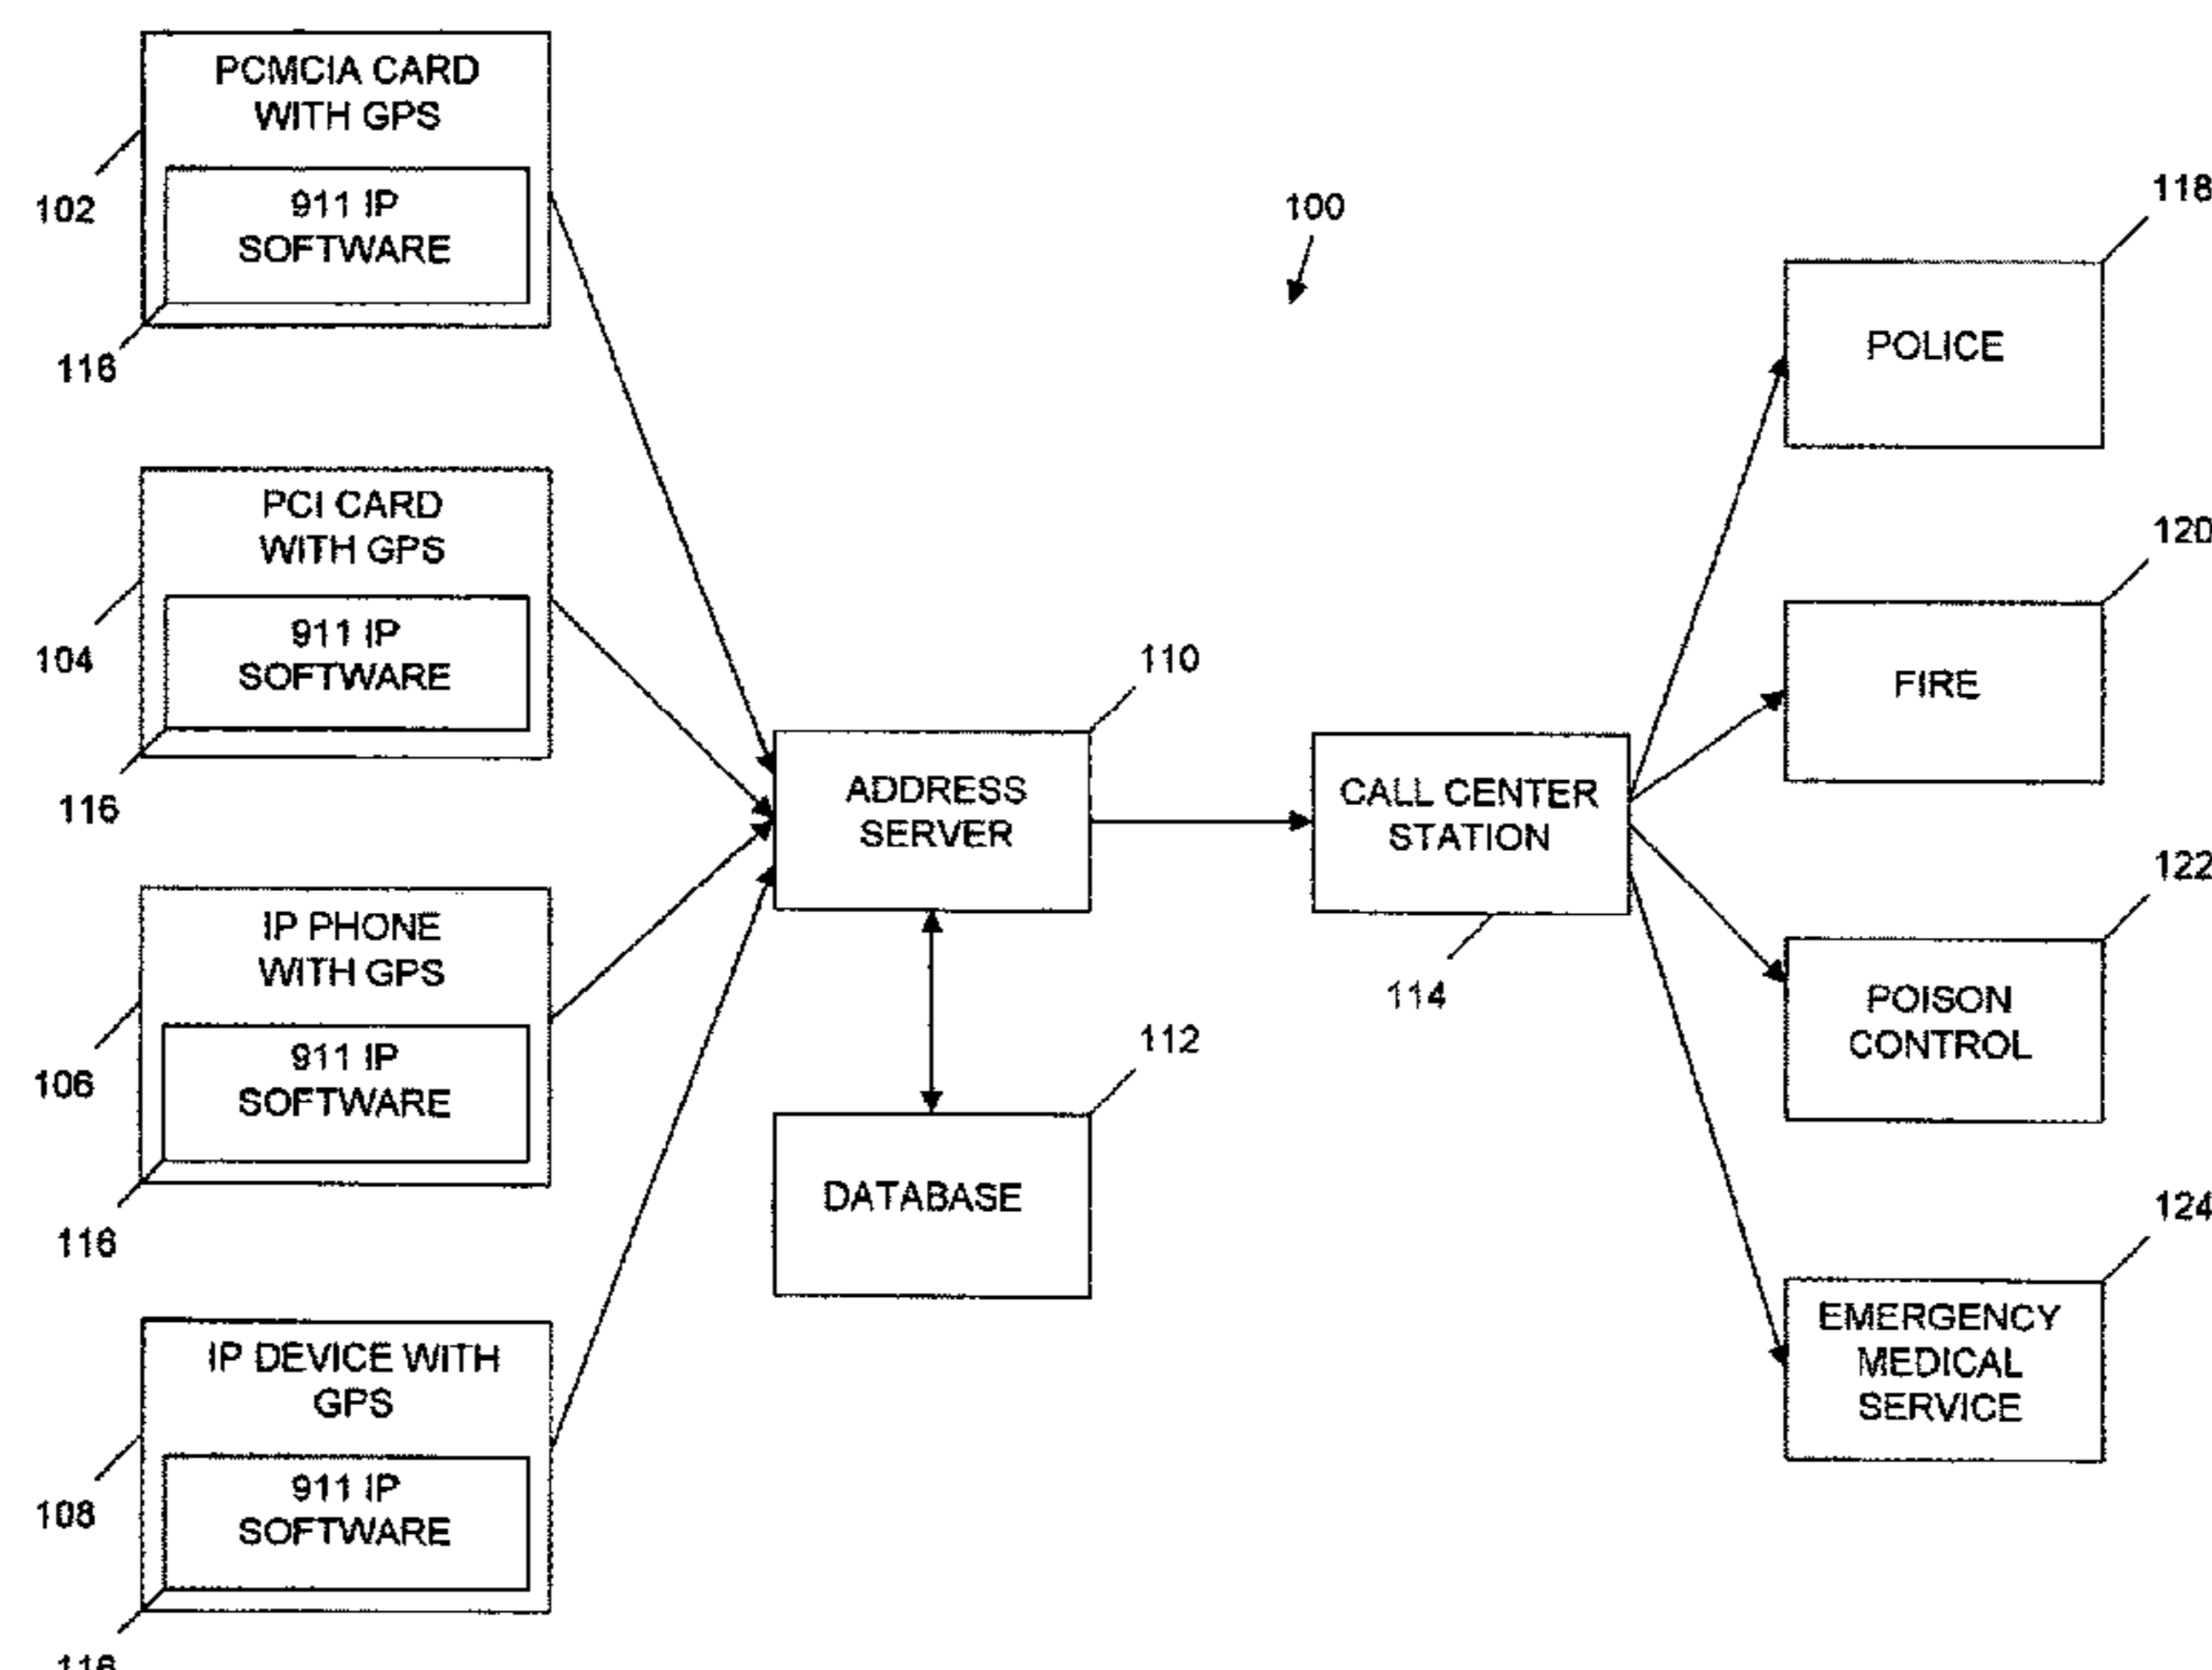 PCMCIA CARD
WITH GPS
911 IP
SOFTWARE
102
116
PCI CARD
WITH GPS
911 IP
SOFTWARE
104
116
IP PHONE
WITH GPS
911 IP
SOFTWARE
106
116
IP DEVICE WITH
GPS
911 IP
SOFTWARE
108
116
100
110
ADDRESS
SERVER
112
DATABASE
CALL CENTER
STATION
114
118
POLICE
120
FIRE
122
POISON
CONTROL
124
EMERGENCY
MEDICAL
SERVICE